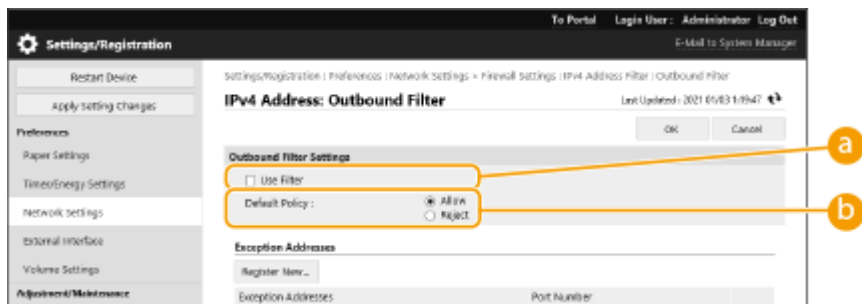 To Portal Login User : Administrator Log Out
Settings/Registration
E-Mail to System Manager
Restart Device
Apply Setting Changes
Preferences
Paper Settings
Timer/Energy Settings
Network Settings
External Interface
Volume Settings
Adjustment/Maintenance
Settings/Registration : Preferences : Network Settings > Firewall Settings : IPv4 Address Filter : Outbound Filter
IPv4 Address: Outbound Filter
Last Updated : 2021 01/03 1:19:47
OK Cancel
Outbound Filter Settings
Use Filter
Default Policy :
Allow
Reject
Exception Addresses
Register New...
Exception Addresses Port Number
a
b